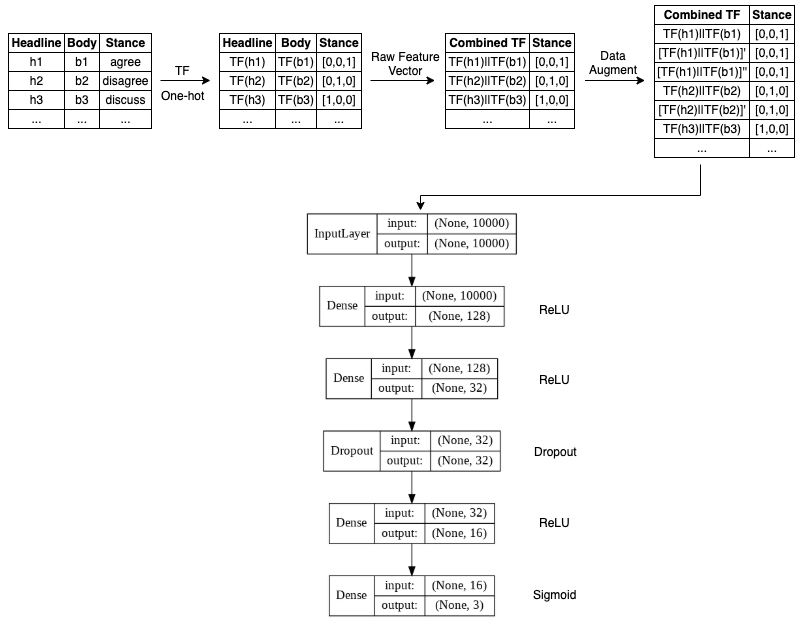 Headline Body Stance
h1 b1 agree
h2 b2 disagree
h3 b3 discuss
... ... ...
TF
One-hot
Headline Body Stance
TF(h1) TF(b1) [0,0,1]
TF(h2) TF(b2) [0,1,0]
TF(h3) TF(b3) [1,0,0]
... ... ...
Raw Feature
Vector
Combined TF Stance
TF(h1)||TF(b1) [0,0,1]
TF(h2)||TF(b2) [0,1,0]
TF(h3)||TF(b3) [1,0,0]
... ...
Data
Augment
Combined TF Stance
TF(h1)||TF(b1) [0,0,1]
[TF(h1)||TF(b1)]' [0,0,1]
[TF(h1)||TF(b1)]'' [0,0,1]
TF(h2)||TF(b2) [0,1,0]
[TF(h2)||TF(b2)]' [0,1,0]
TF(h3)||TF(b3) [1,0,0]
... ...
InputLayer
input: (None, 10000)
output: (None, 10000)
Dense
input: (None, 10000)
output: (None, 128)
ReLU
Dense
input: (None, 128)
output: (None, 32)
ReLU
Dropout
input: (None, 32)
output: (None, 32)
Dropout
Dense
input: (None, 32)
output: (None, 16)
ReLU
Dense
input: (None, 16)
output: (None, 3)
Sigmoid